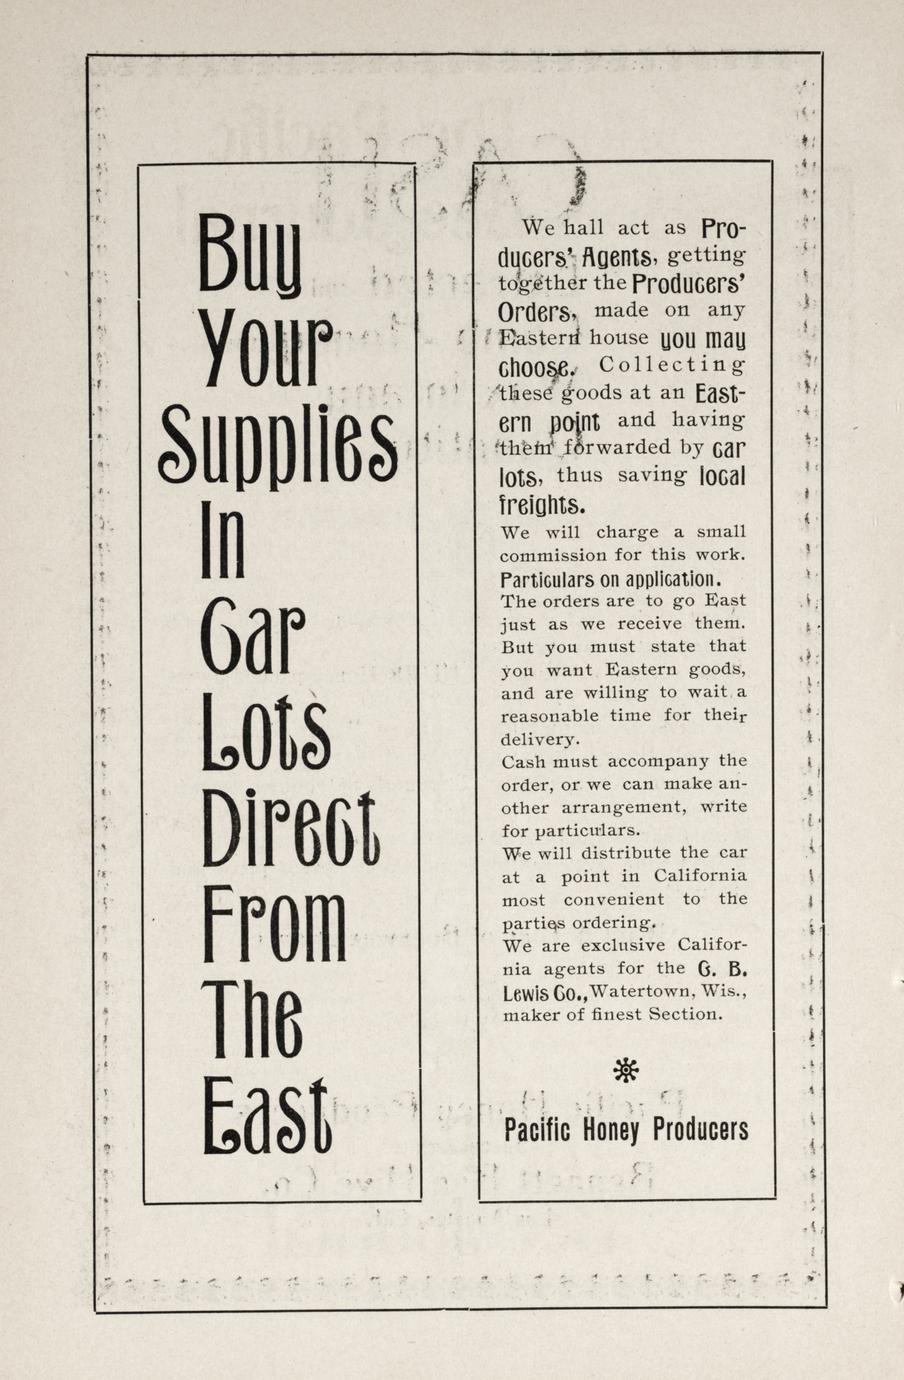 Buy
Your
Supplies
In
Car
Lots
Direct
From
The
East
We hall act as Pro-
ducers' Agents, getting
together the Producers'
Orders, made on any
Eastern house you may
choose. Collecting
these goods at an East-
ern point and having
them forwarded by car
lots, thus saving local
freights.
We will charge a small
commission for this work.
Particulars on application.
The orders are to go East
just as we receive them.
But you must state that
you want Eastern goods,
and are willing to wait a
reasonable time for their
delivery.
Cash must accompany the
order, or we can make an-
other arrangement, write
for particulars.
We will distribute the car
at a point in California
most convenient to the
parties ordering.
We are exclusive Califor-
nia agents for the G. B.
Lewis Co., Watertown, Wis.,
maker of finest Section.
Pacific Honey Producers